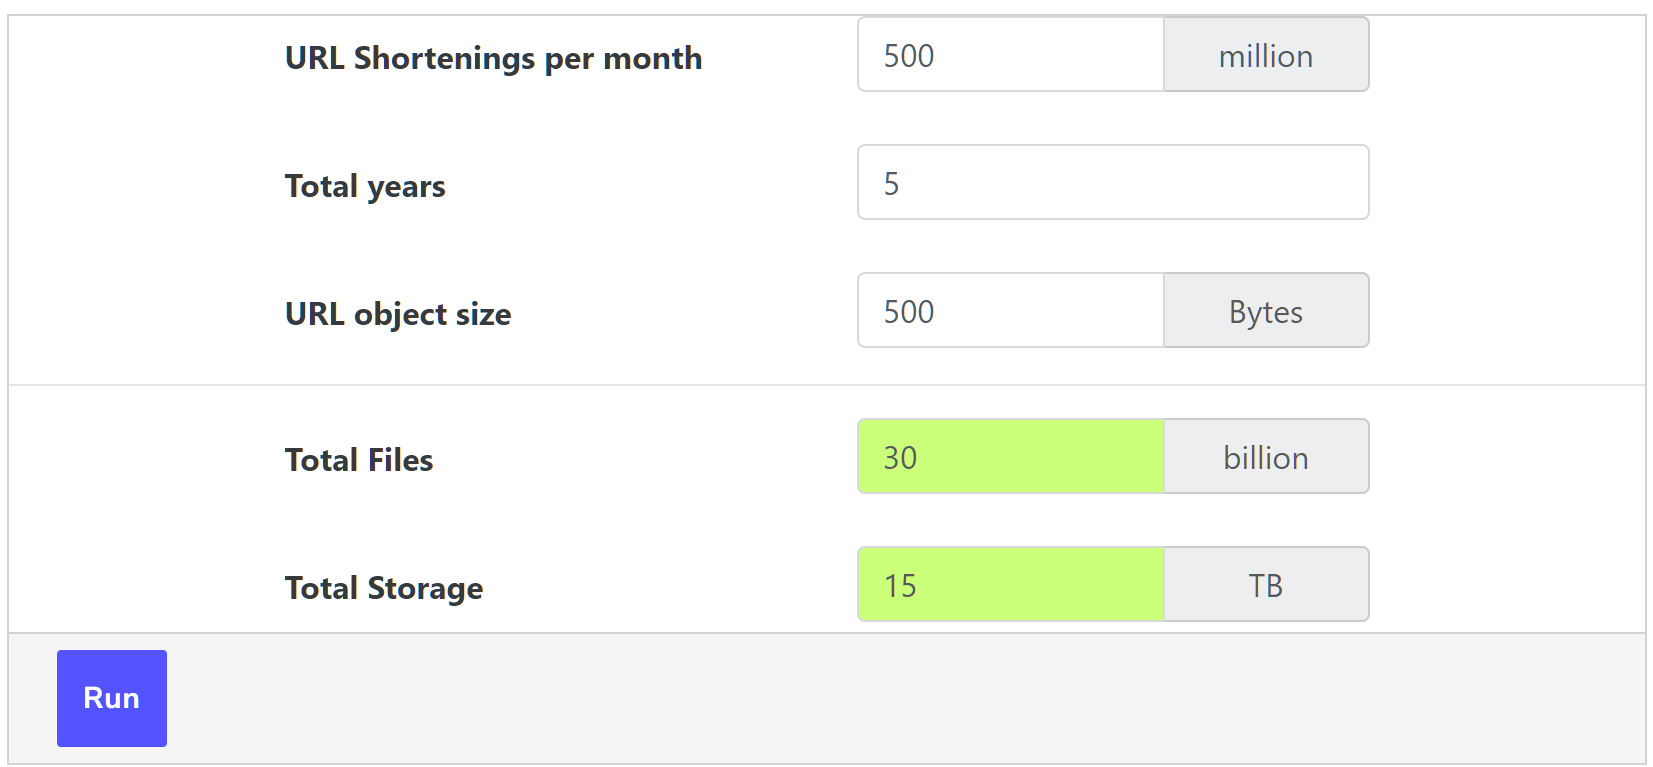 URL Shortenings per month 500 million
Total years 5
URL object size 500 Bytes
Total Files 30 billion
Total Storage 15 TB
Run